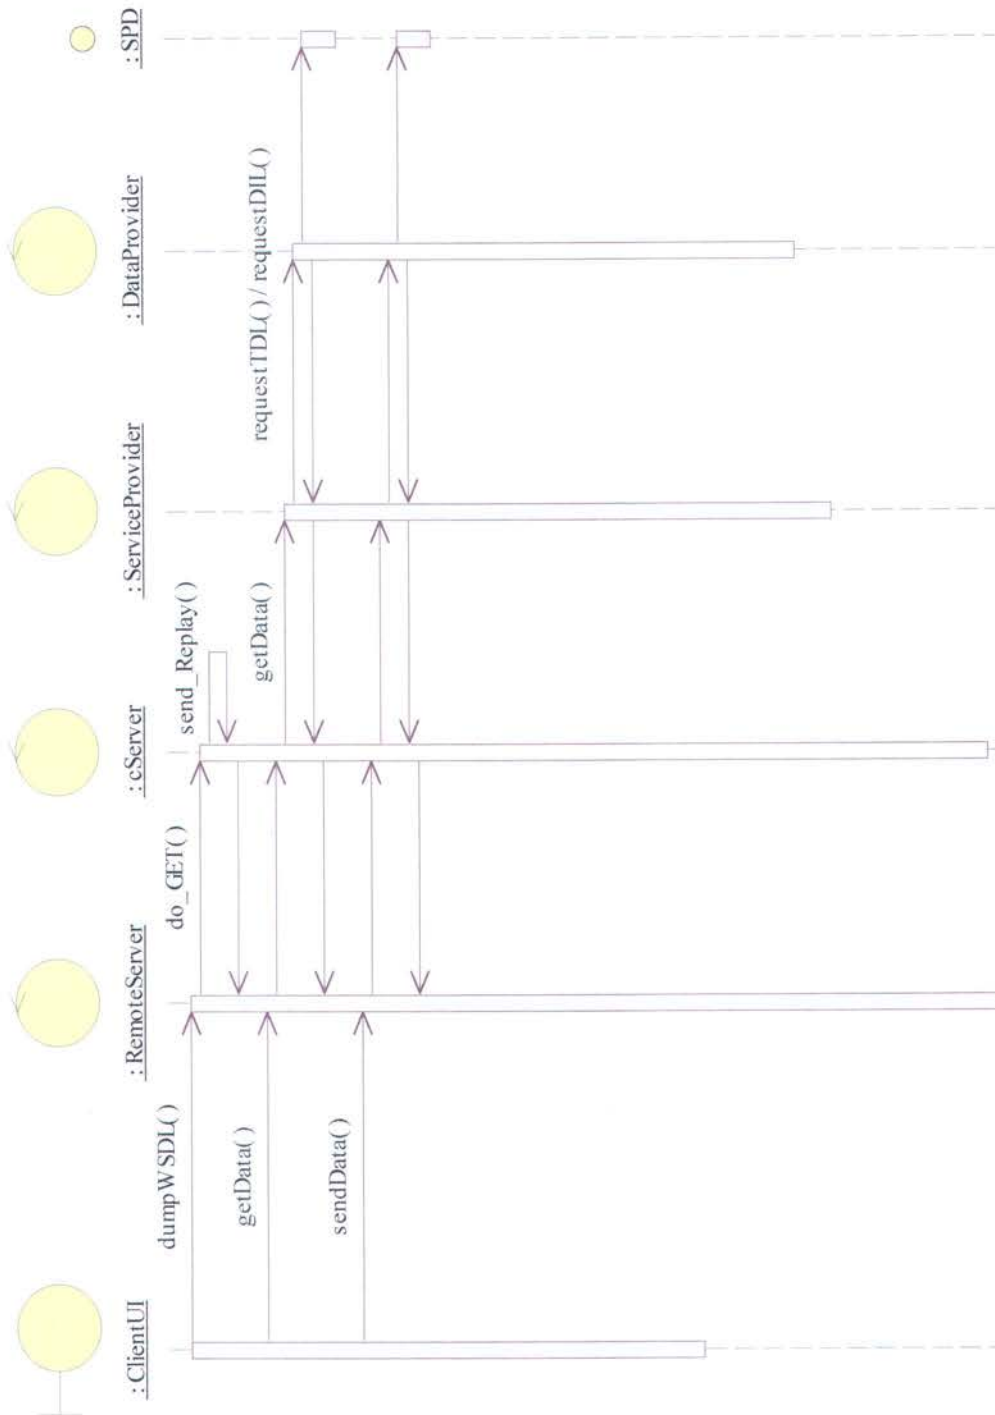 : ClientUI
: RemoteServer
: cServer
: ServiceProvider
: DataProvider
: SPD
dumpWSDL( )
do_GET( )
send_Replay( )
getData( )
getData( )
requestTDL( ) / requestDIL( )
sendData( )